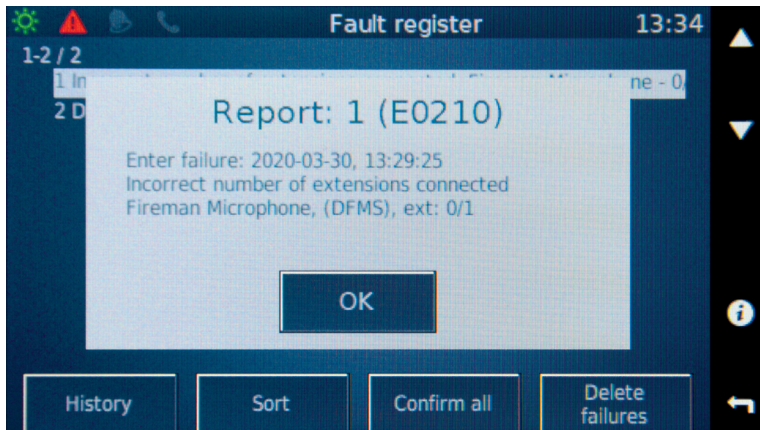 Fault register
13:34
1-2 / 2
1 In
ne - 0/
2 D
Report: 1 (E0210)
Enter failure: 2020-03-30, 13:29:25
Incorrect number of extensions connected
Fireman Microphone, (DFMS), ext: 0/1
OK
History
Sort
Confirm all
Delete
failures